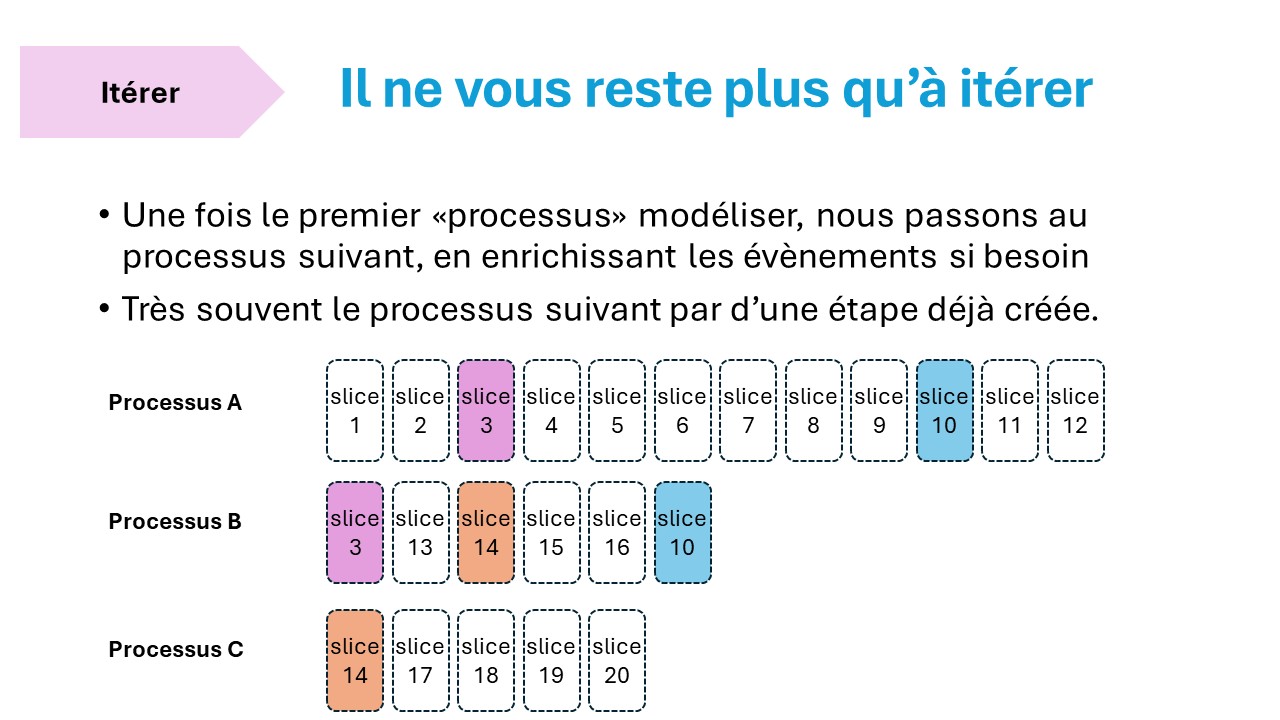 Itérer
Il ne vous reste plus qu’à itérer
• Une fois le premier «processus» modéliser, nous passons au
processus suivant, en enrichissant les évènements si besoin
• Très souvent le processus suivant par d’une étape déjà créée.
Processus A
slice 1 slice 2 slice 3 slice 4 slice 5 slice 6 slice 7 slice 8 slice 9 slice 10 slice 11 slice 12
Processus B
slice 3 slice 13 slice 14 slice 15 slice 16 slice 10
Processus C
slice 14 slice 17 slice 18 slice 19 slice 20